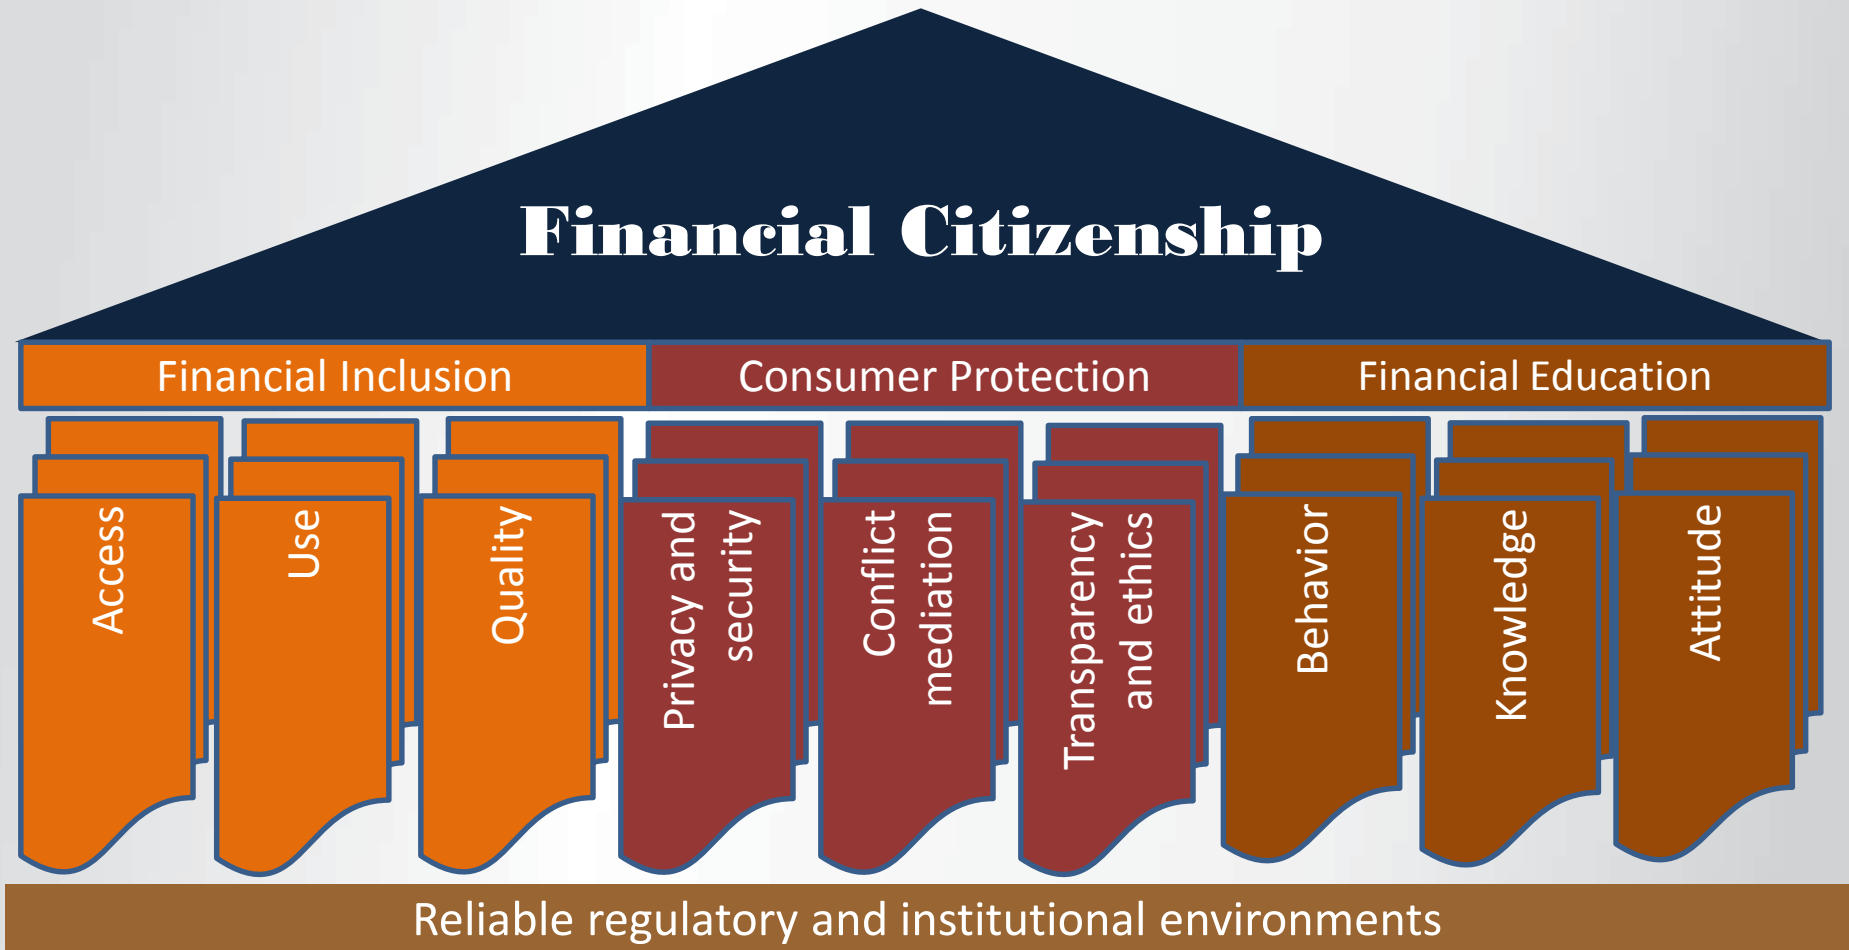 Financial Citizenship
Financial Inclusion
Consumer Protection
Financial Education
Access
Use
Quality
Privacy and
security
Conflict
mediation
Transparency
and ethics
Behavior
Knowledge
Attitude
Reliable regulatory and institutional environments